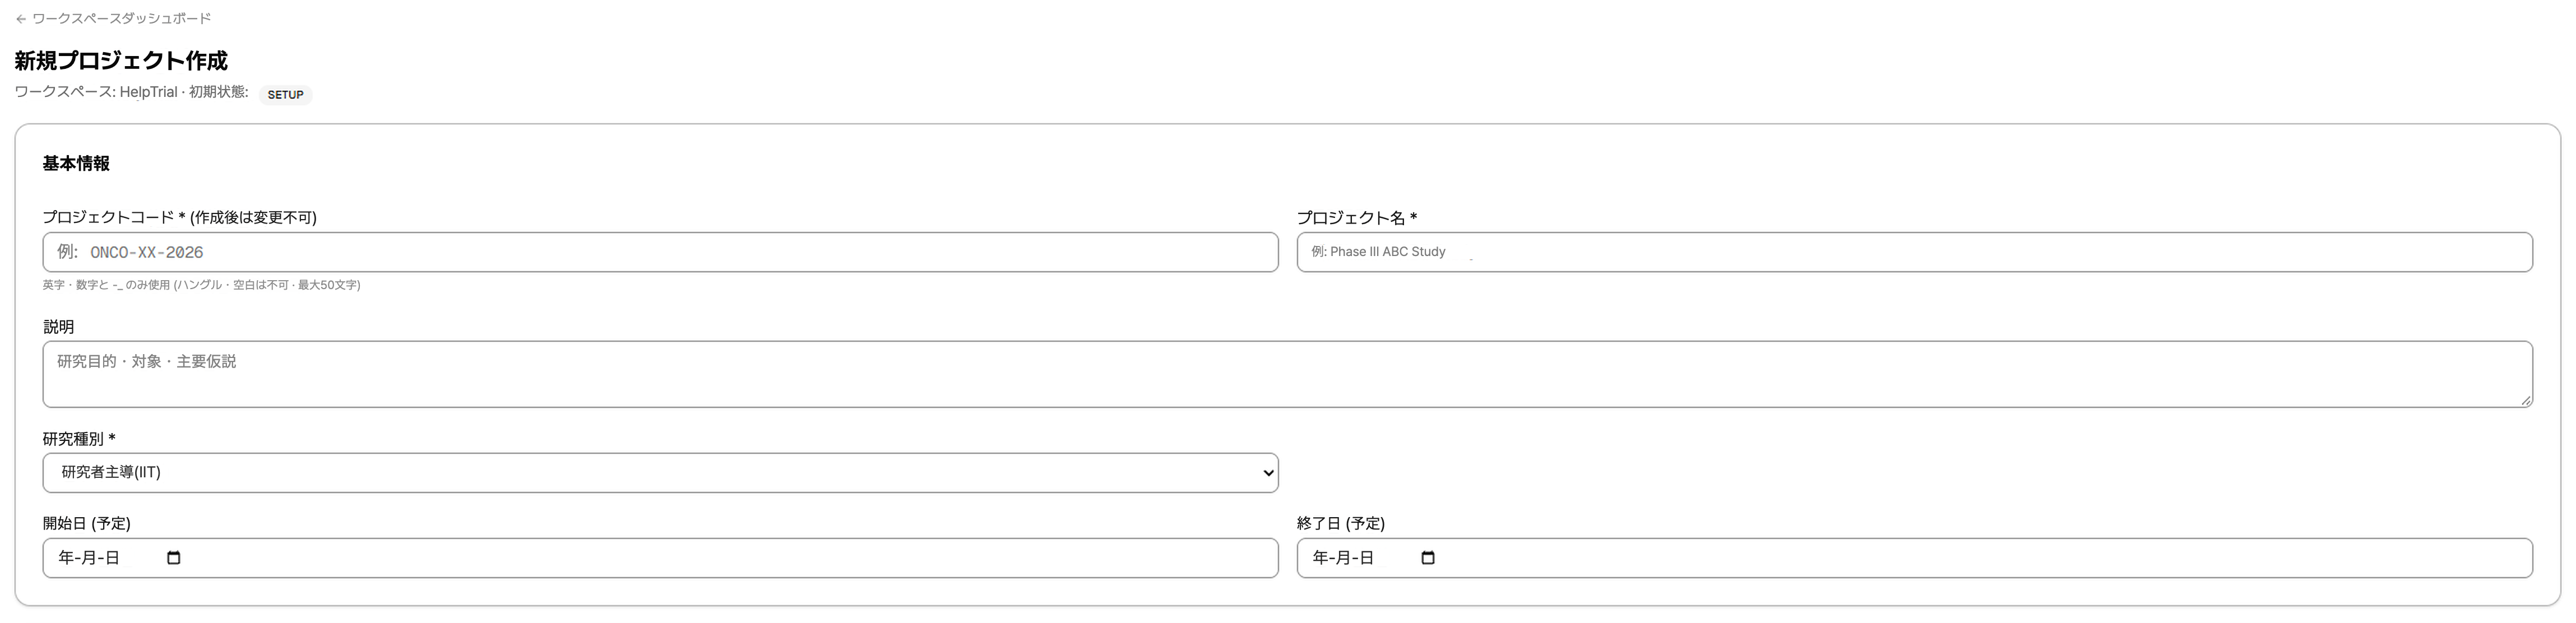 ← ワークスペースダッシュボード
新規プロジェクト作成
ワークスペース: HelpTrial · 初期状態: SETUP
基本情報
プロジェクトコード * (作成後は変更不可)
プロジェクト名 *
例: ONCO-XX-2026
例: Phase III ABC Study
英字・数字と -_ のみ使用 (ハングル・空白は不可 · 最大50文字)
説明
研究目的・対象・主要仮説
研究種別 *
研究者主導(IIT)
開始日 (予定)
終了日 (予定)
年-月-日
年-月-日